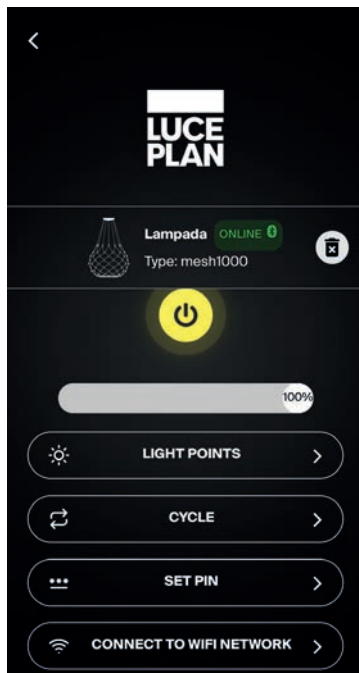 LUCE
PLAN
Lampada ONLINE
Type: mesh1000
100%
LIGHT POINTS
CYCLE
SET PIN
CONNECT TO WIFI NETWORK